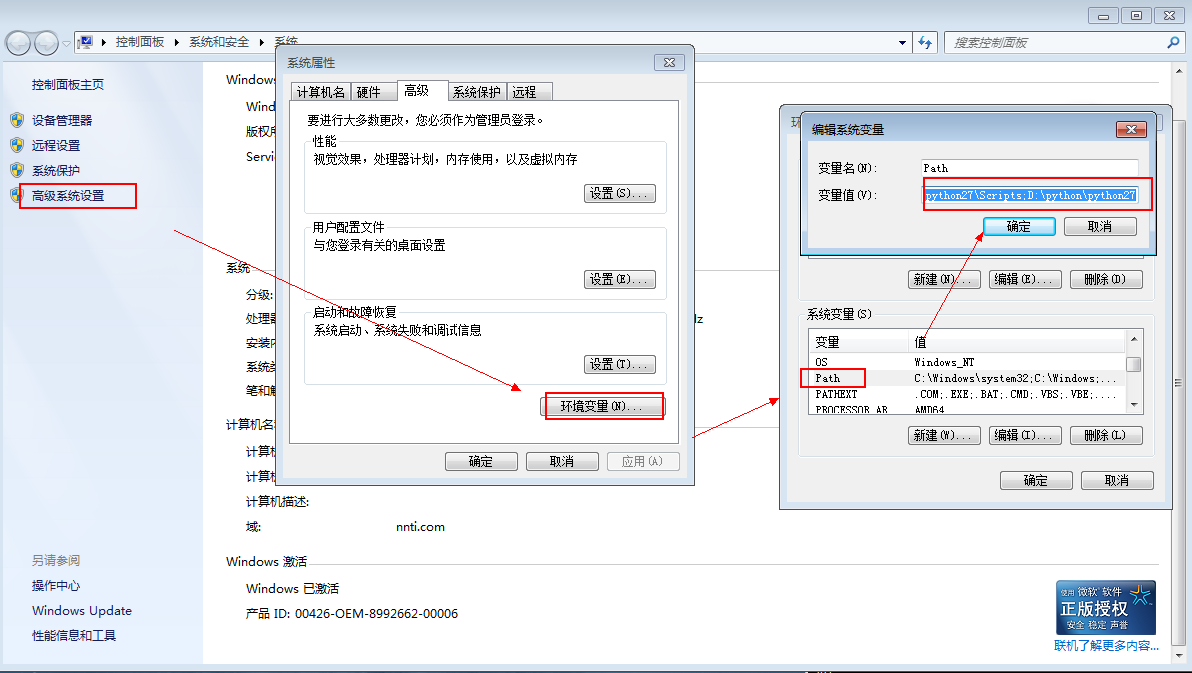 控制面板 ▸ 系统和安全 ▸ 系统
搜索控制面板
控制面板主页
设备管理器
远程设置
系统保护
高级系统设置
另请参阅
操作中心
Windows Update
性能信息和工具
Window
Wind
版权所
Servic
系统
分级:
处理器
安装内
系统类
笔和触
计算机名
计算机
计算机
计算机描述:
域: nnti.com
Windows 激活
Windows 已激活
产品 ID: 00426-OEM-8992662-00006
系统属性
计算机名 硬件 高级 系统保护 远程
要进行大多数更改，您必须作为管理员登录。
性能
视觉效果，处理器计划，内存使用，以及虚拟内存
设置(S)...
用户配置文件
与您登录有关的桌面设置
设置(E)...
启动和故障恢复
系统启动、系统失败和调试信息
设置(T)...
环境变量(N)...
确定 取消 应用(A)
lz
编辑系统变量
变量名(N): Path
变量值(V): python27\Scripts;D:\python\python27
确定 取消
新建(N)... 编辑(E)... 删除(D)
系统变量(S)
变量 值
OS Windows_NT
Path C:\Windows\system32;C:\Windows;...
PATHEXT .COM;.EXE;.BAT;.CMD;.VBS;.VBE;....
PROCESSOR_AR AMD64
新建(W)... 编辑(I)... 删除(L)
确定 取消
使用 微软 软件
正版授权
安全 稳定 声誉
联机了解更多内容...